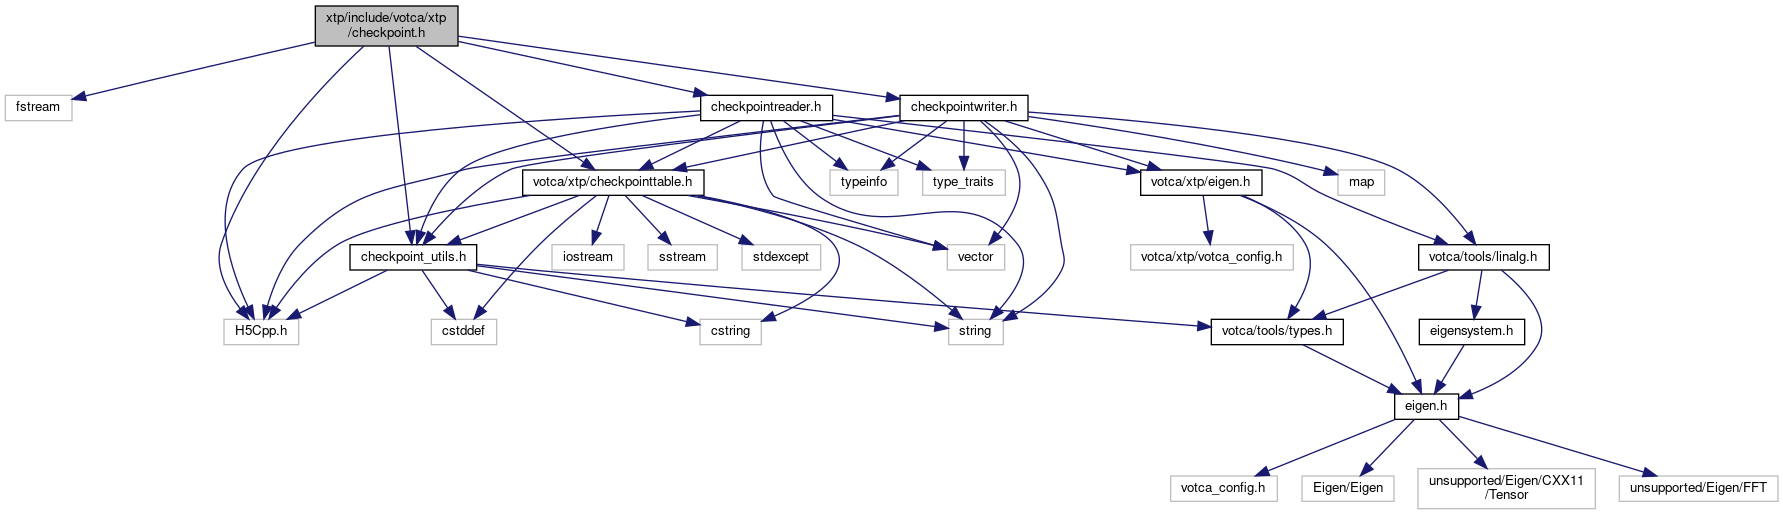 xtp/include/votca/xtp
/checkpoint.h
fstream
checkpointreader.h
checkpointwriter.h
votca/xtp/checkpointtable.h
typeinfo
type_traits
votca/xtp/eigen.h
map
checkpoint_utils.h
iostream
sstream
stdexcept
vector
votca/xtp/votca_config.h
votca/tools/linalg.h
H5Cpp.h
cstddef
cstring
string
votca/tools/types.h
eigensystem.h
eigen.h
votca_config.h
Eigen/Eigen
unsupported/Eigen/CXX11
/Tensor
unsupported/Eigen/FFT